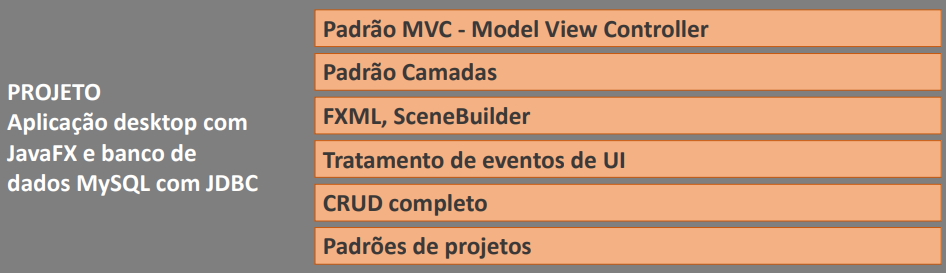 PROJETO
Aplicação desktop com
JavaFX e banco de
dados MySQL com JDBC
Padrão MVC - Model View Controller
Padrão Camadas
FXML, SceneBuilder
Tratamento de eventos de UI
CRUD completo
Padrões de projetos